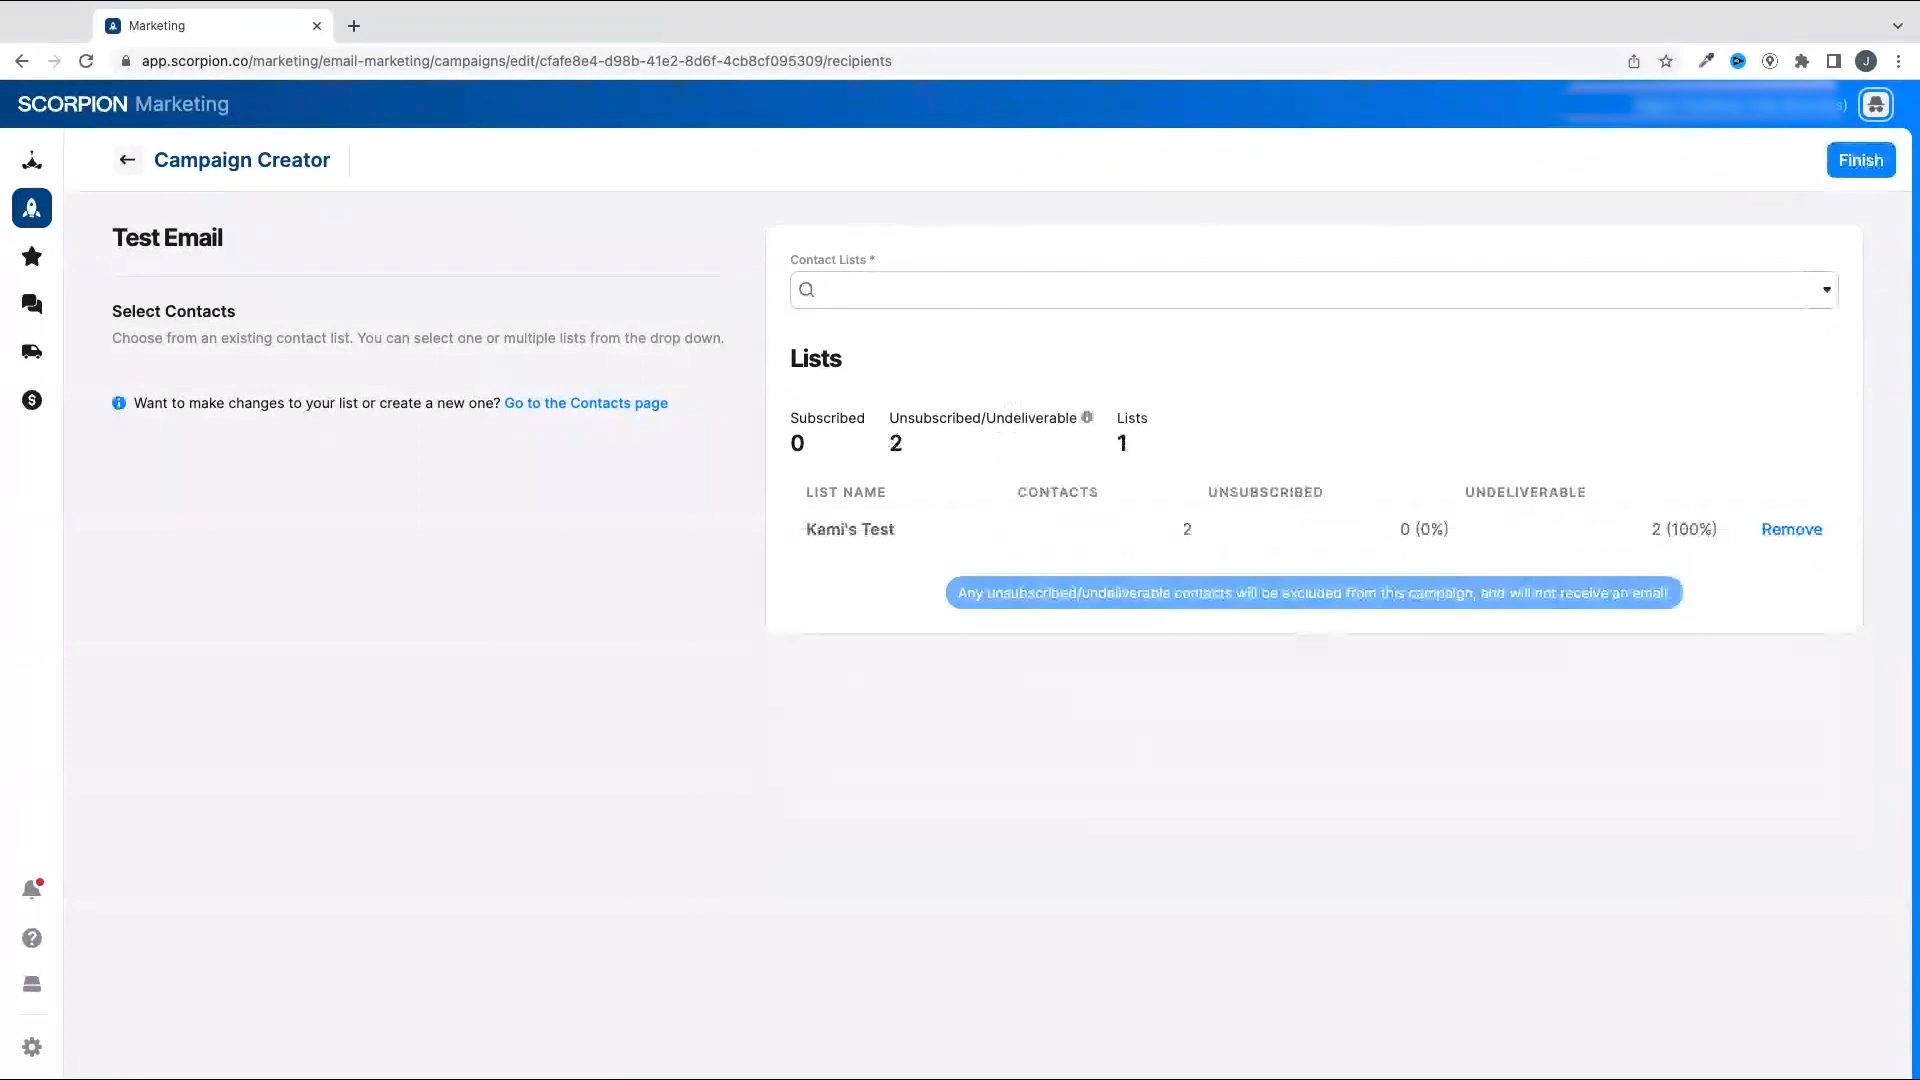 Marketing
app.scorpion.co/marketing/email-marketing/campaigns/edit/cfafe8e4-d98b-41e2-8d6f-4cb8cf095309/recipients
J
SCORPION Marketing
s)
Campaign Creator
Finish
Test Email
Select Contacts
Choose from an existing contact list. You can select one or multiple lists from the drop down.
Want to make changes to your list or create a new one? Go to the Contacts page
Contact Lists *
Lists
Subscribed Unsubscribed/Undeliverable Lists
0 2 1
LIST NAME CONTACTS UNSUBSCRIBED UNDELIVERABLE
Kami's Test 2 0 (0%) 2 (100%) Remove
Any unsubscribed/undeliverable contacts will be excluded from this campaign, and will not receive an email